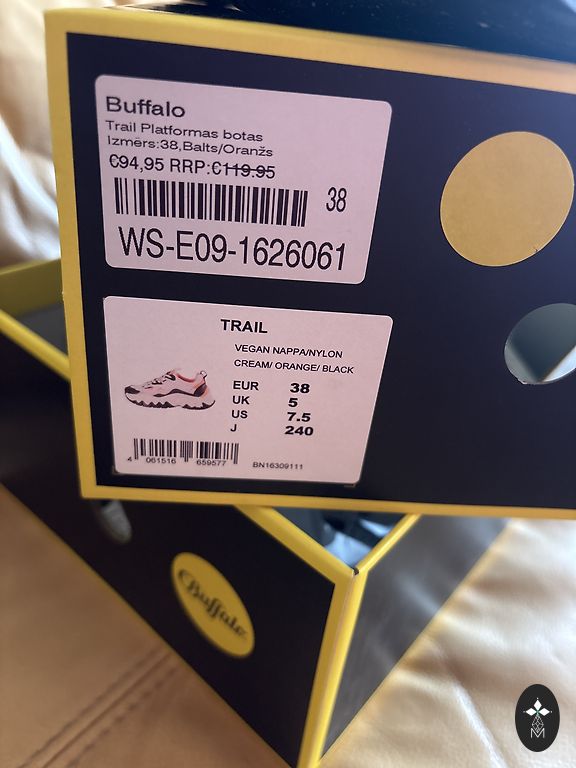 Buffalo
Trail Platformas botas
Izmērs:38,Balts/Oranžs
€94,95 RRP:€119.95
38
WS-E09-1626061
TRAIL
VEGAN NAPPA/NYLON
CREAM/ ORANGE/ BLACK
EUR 38
UK 5
US 7.5
J 240
4 061516 659577
BN16309111
Buffalo
M